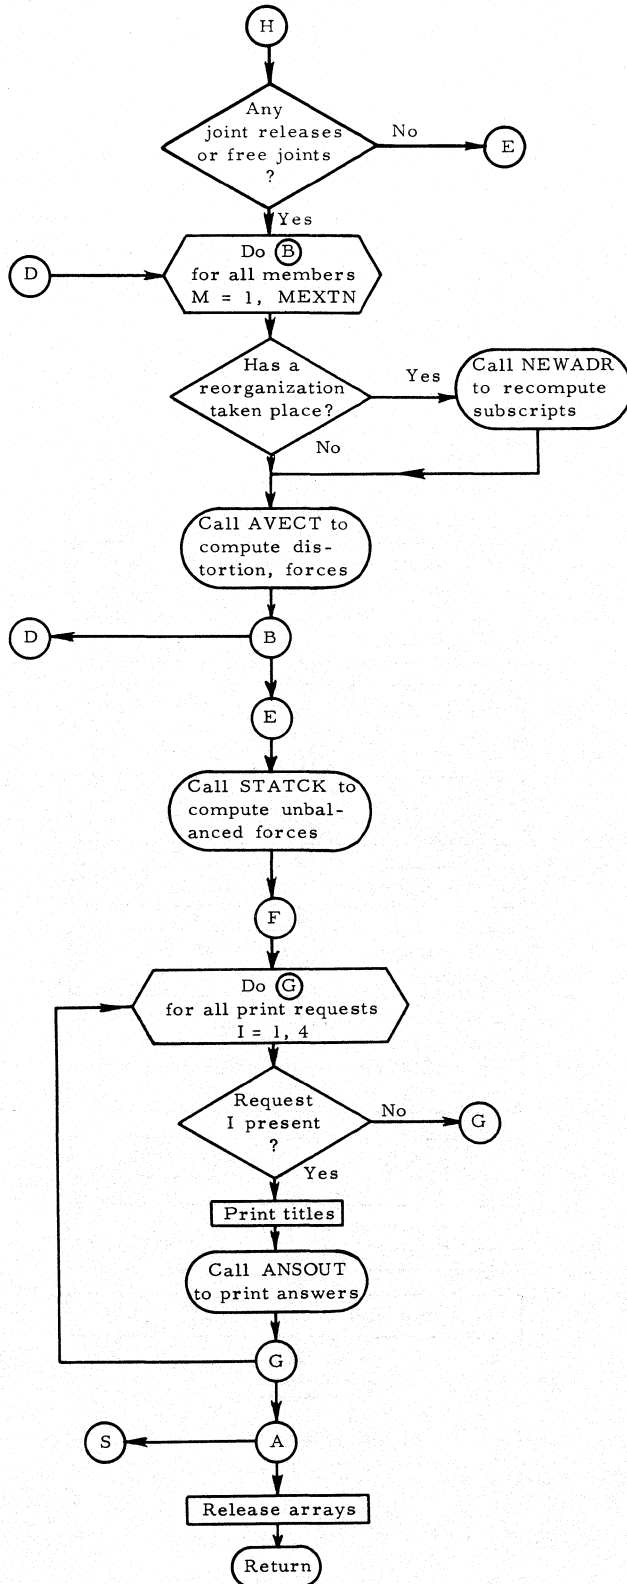 H
Any
joint releases
or free joints
?
No
E
Yes
Do B
for all members
M = 1, MEXTN
D
Has a
reorganization
taken place?
Yes
Call NEWADR
to recompute
subscripts
No
Call AVECT to
compute dis-
tortion, forces
D
B
E
Call STATCK to
compute unbal-
anced forces
F
Do G
for all print requests
I = 1, 4
Request
I present
?
No
G
Yes
Print titles
Call ANSOUT
to print answers
G
S
A
Release arrays
Return